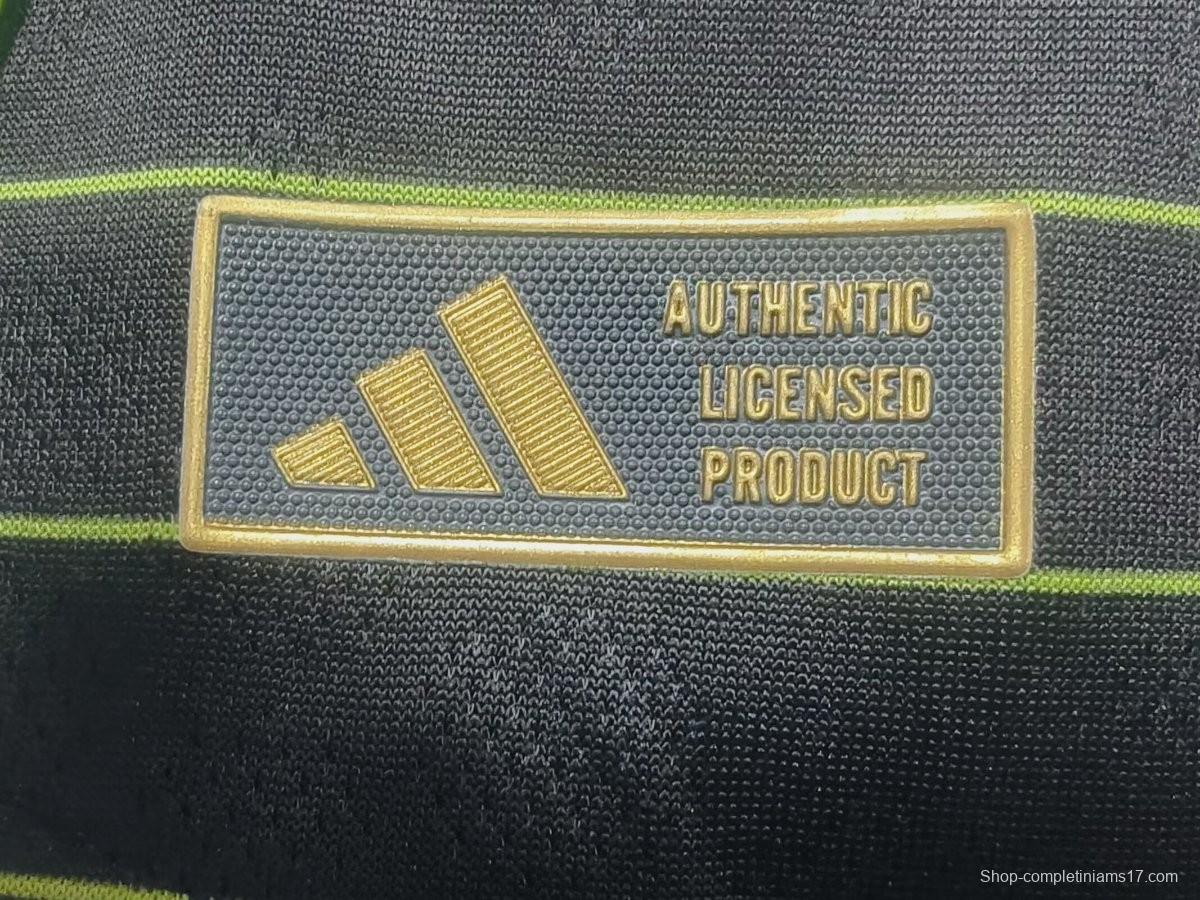 AUTHENTIC
LICENSED
PRODUCT
Shop-completiniams17.com